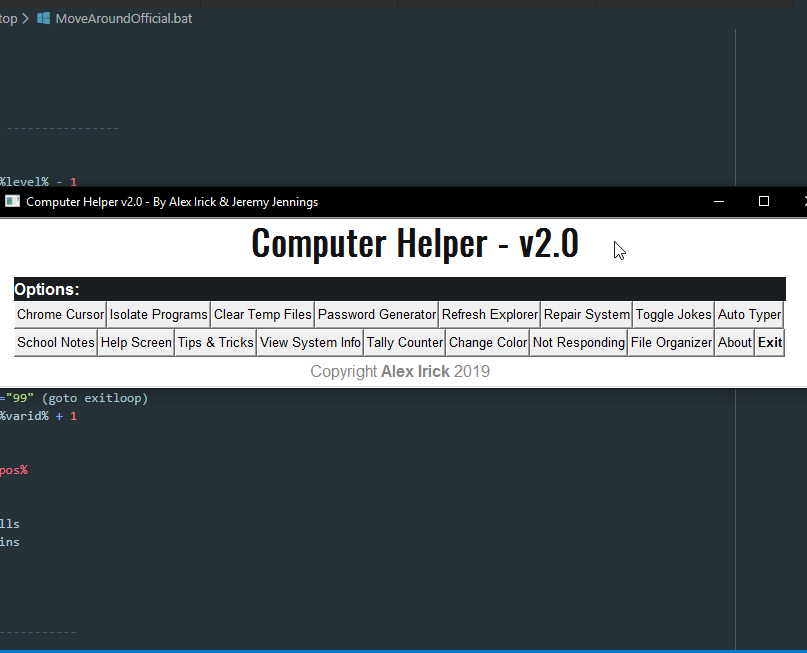 top > MoveAroundOfficial.bat
----------------
%level% - 1
Computer Helper v2.0 - By Alex Irick & Jeremy Jennings
Computer Helper - v2.0
Options:
Chrome Cursor Isolate Programs Clear Temp Files Password Generator Refresh Explorer Repair System Toggle Jokes Auto Typer
School Notes Help Screen Tips & Tricks View System Info Tally Counter Change Color Not Responding File Organizer About Exit
Copyright Alex Irick 2019
="99" (goto exitloop)
%varid% + 1
pos%
lls
ins
-----------